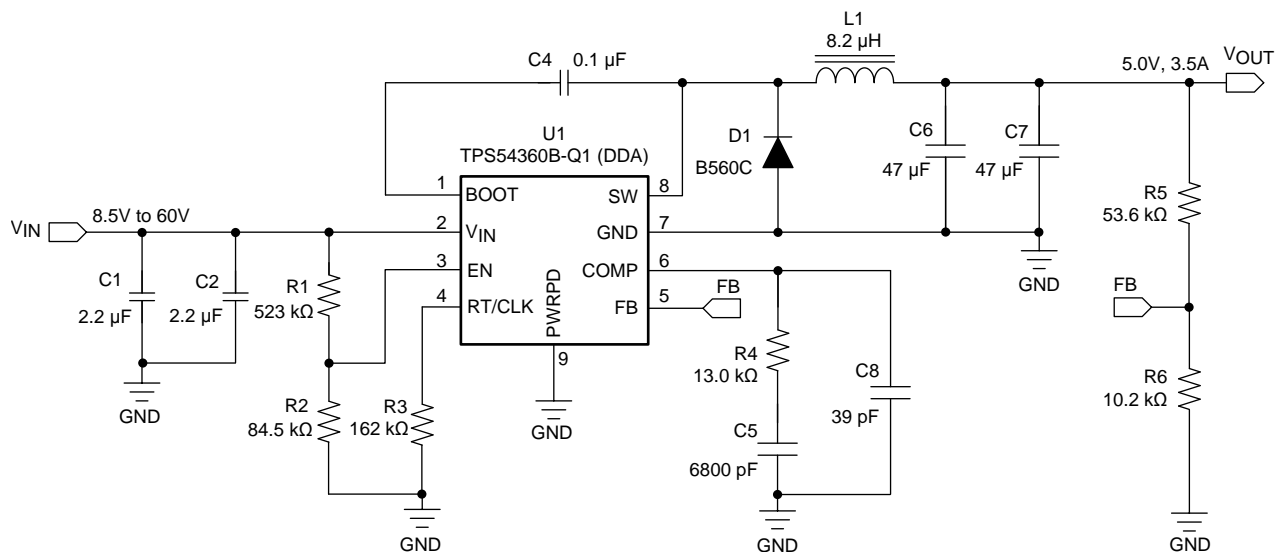 L1
8.2 µH
C4
0.1 µF
5.0V, 3.5A
VOUT
U1
TPS54360B-Q1 (DDA)
D1
B560C
C6
47 µF
C7
47 µF
1
BOOT
SW
8
R5
53.6 kΩ
VIN
8.5V to 60V
2
VIN
GND
7
3
EN
COMP
6
GND
C1
2.2 µF
C2
2.2 µF
R1
523 kΩ
4
RT/CLK
PWRPD
FB
5
FB
FB
9
R4
13.0 kΩ
C8
39 pF
GND
R2
84.5 kΩ
R3
162 kΩ
GND
R6
10.2 kΩ
C5
6800 pF
GND
GND
GND